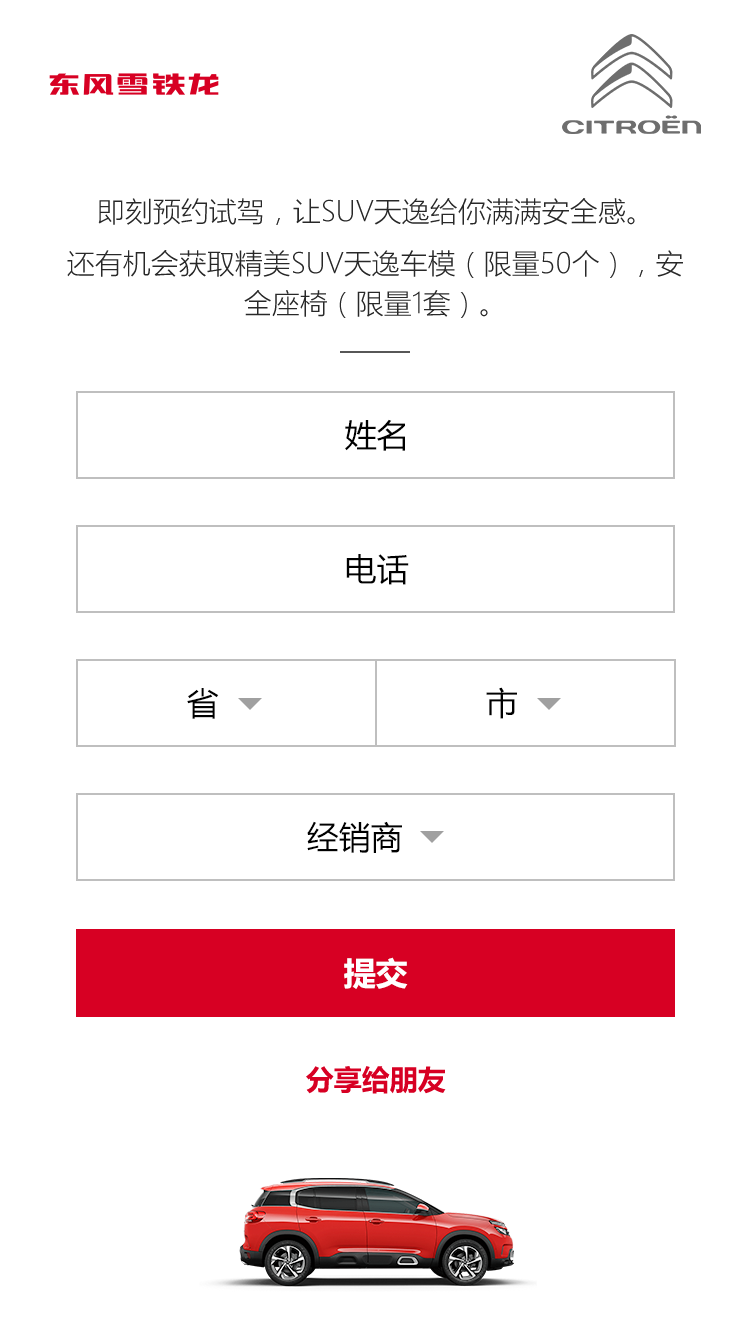 东风雪铁龙
CITROËN
即刻预约试驾，让SUV天逸给你满满安全感。
还有机会获取精美SUV天逸车模（限量50个），安
全座椅（限量1套）。
姓名
电话
省
市
经销商
提交
分享给朋友